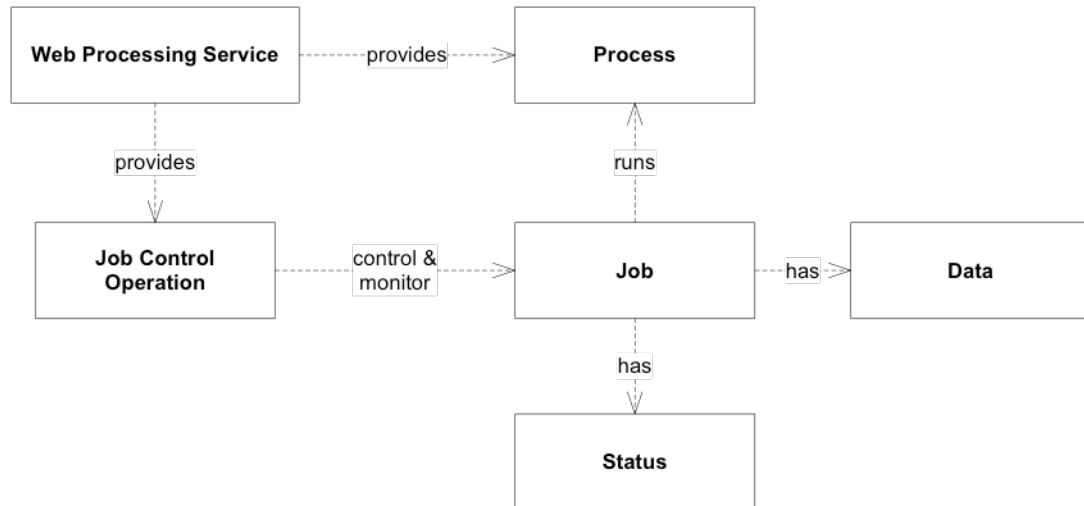 Web Processing Service
provides
Process
provides
runs
Job Control
Operation
control &
monitor
Job
has
Data
has
Status